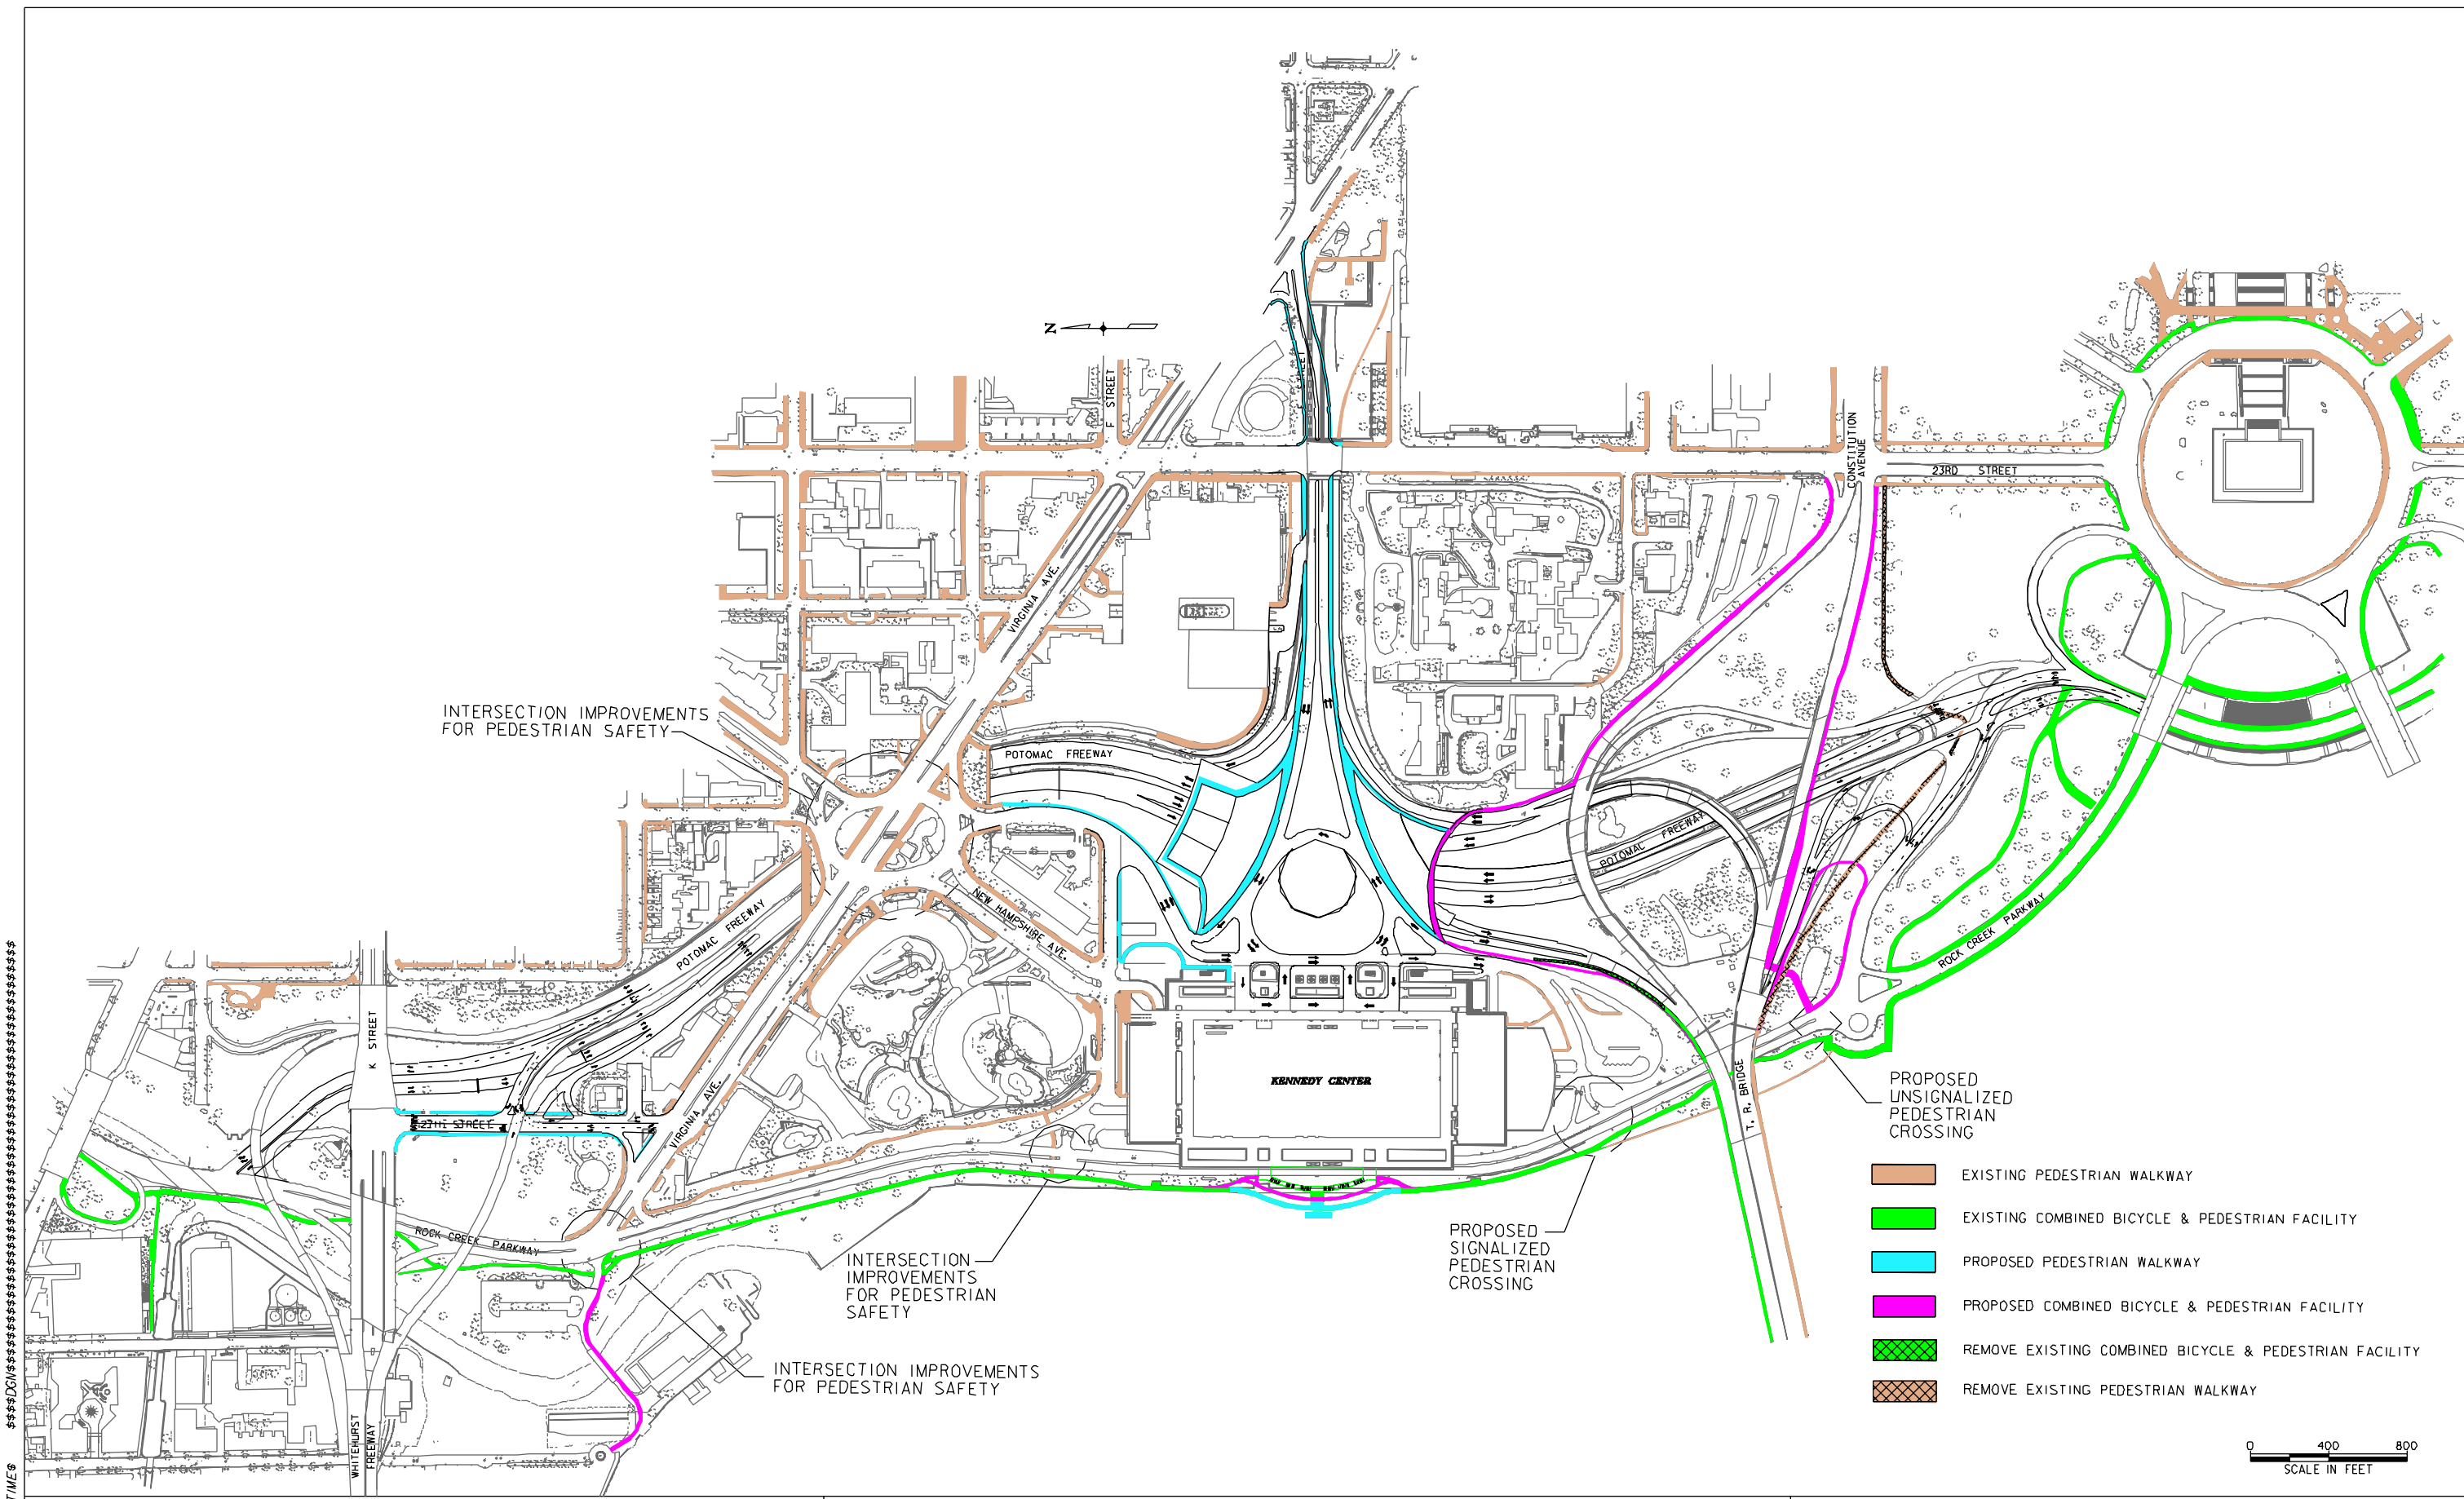 N
F STREET
E STREET
CONSTITUTION
AVENUE
23RD STREET
VIRGINIA AVE.
INTERSECTION IMPROVEMENTS
FOR PEDESTRIAN SAFETY
POTOMAC FREEWAY
POTOMAC FREEWAY
POTOMAC FREEWAY
NEW HAMPSHIRE AVE.
ROCK CREEK PARKWAY
K STREET
KENNEDY CENTER
T. R. BRIDGE
VIRGINIA AVE.
27TH STREET
PROPOSED
UNSIGNALIZED
PEDESTRIAN
CROSSING
ROCK CREEK PARKWAY
INTERSECTION
IMPROVEMENTS
FOR PEDESTRIAN
SAFETY
PROPOSED
SIGNALIZED
PEDESTRIAN
CROSSING
INTERSECTION IMPROVEMENTS
FOR PEDESTRIAN SAFETY
WHITEHURST
FREEWAY
EXISTING PEDESTRIAN WALKWAY
EXISTING COMBINED BICYCLE & PEDESTRIAN FACILITY
PROPOSED PEDESTRIAN WALKWAY
PROPOSED COMBINED BICYCLE & PEDESTRIAN FACILITY
REMOVE EXISTING COMBINED BICYCLE & PEDESTRIAN FACILITY
REMOVE EXISTING PEDESTRIAN WALKWAY
0 400 800
SCALE IN FEET